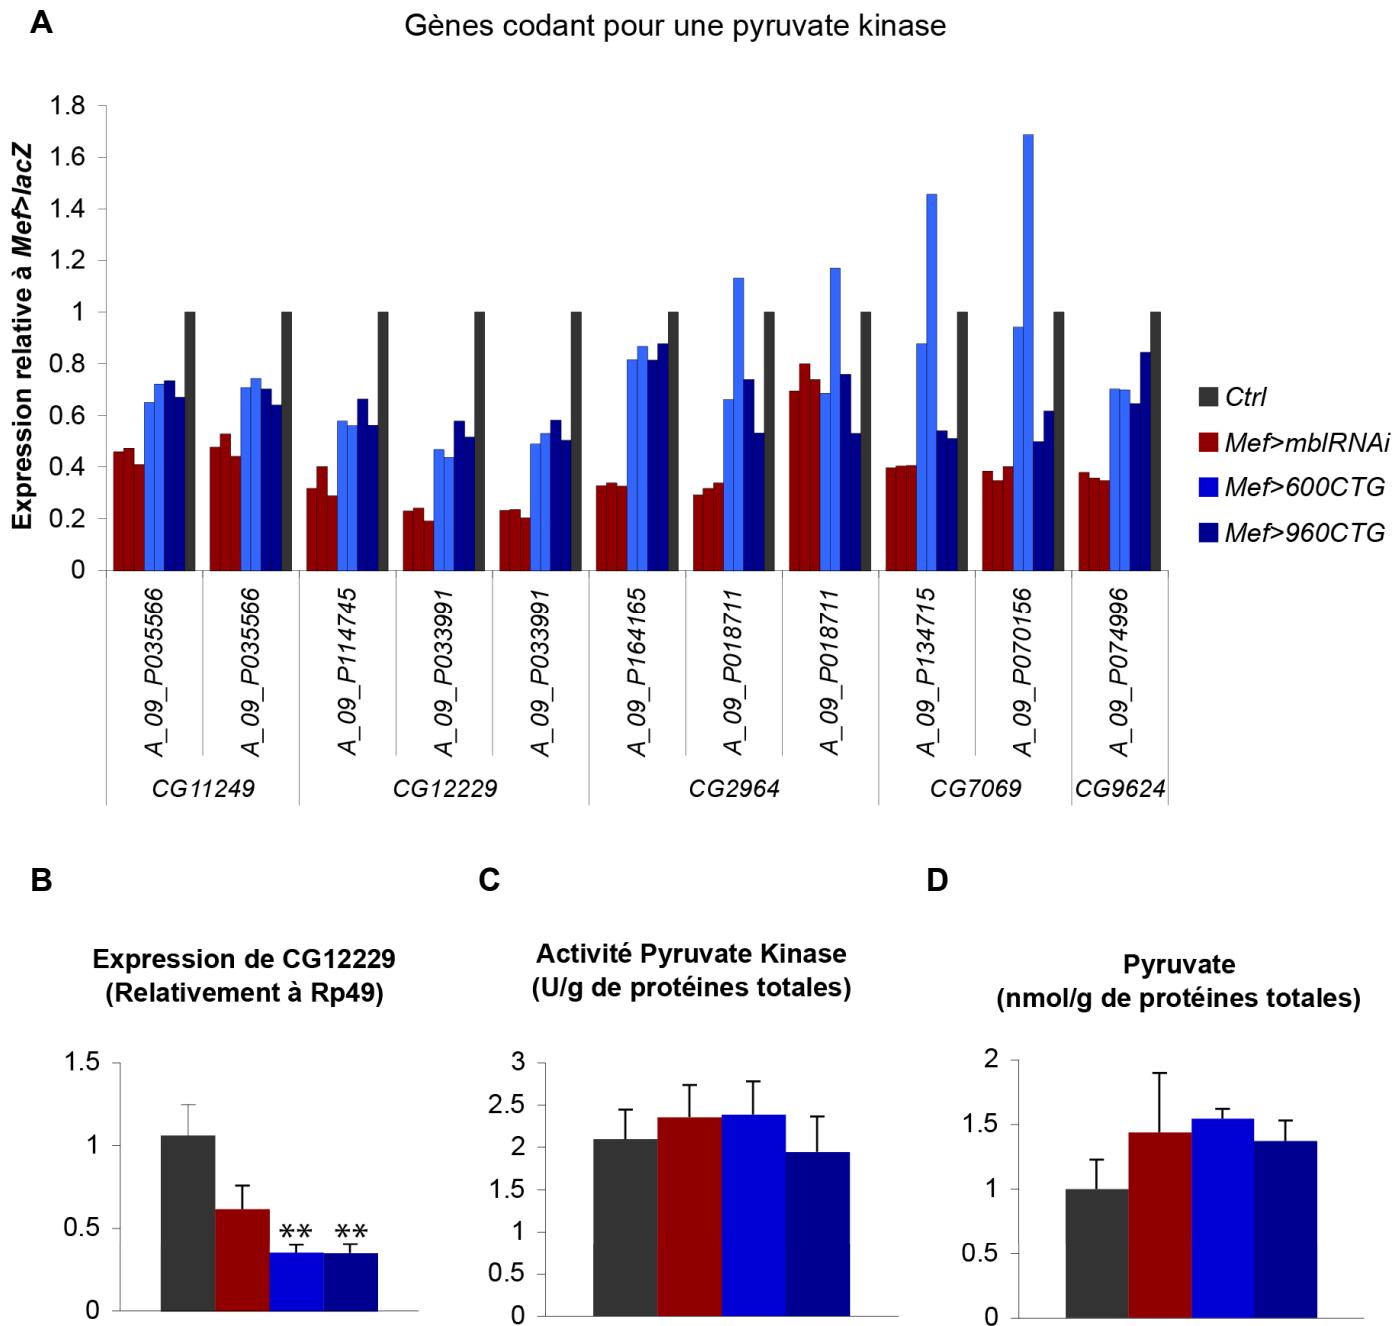 A
Gènes codant pour une pyruvate kinase
Expression relative à Mef>lacZ
1.8
1.6
1.4
1.2
1
0.8
0.6
0.4
0.2
0
A_09_P035566
A_09_P035566
A_09_P114745
A_09_P033991
A_09_P033991
A_09_P164165
A_09_P018711
A_09_P018711
A_09_P134715
A_09_P070156
A_09_P074996
CG11249
CG12229
CG2964
CG7069
CG9624
Ctrl
Mef>mblRNAi
Mef>600CTG
Mef>960CTG
B
Expression de CG12229
(Relativement à Rp49)
1.5
1
0.5
0
** **
C
Activité Pyruvate Kinase
(U/g de protéines totales)
3
2.5
2
1.5
1
0.5
0
D
Pyruvate
(nmol/g de protéines totales)
2
1.5
1
0.5
0